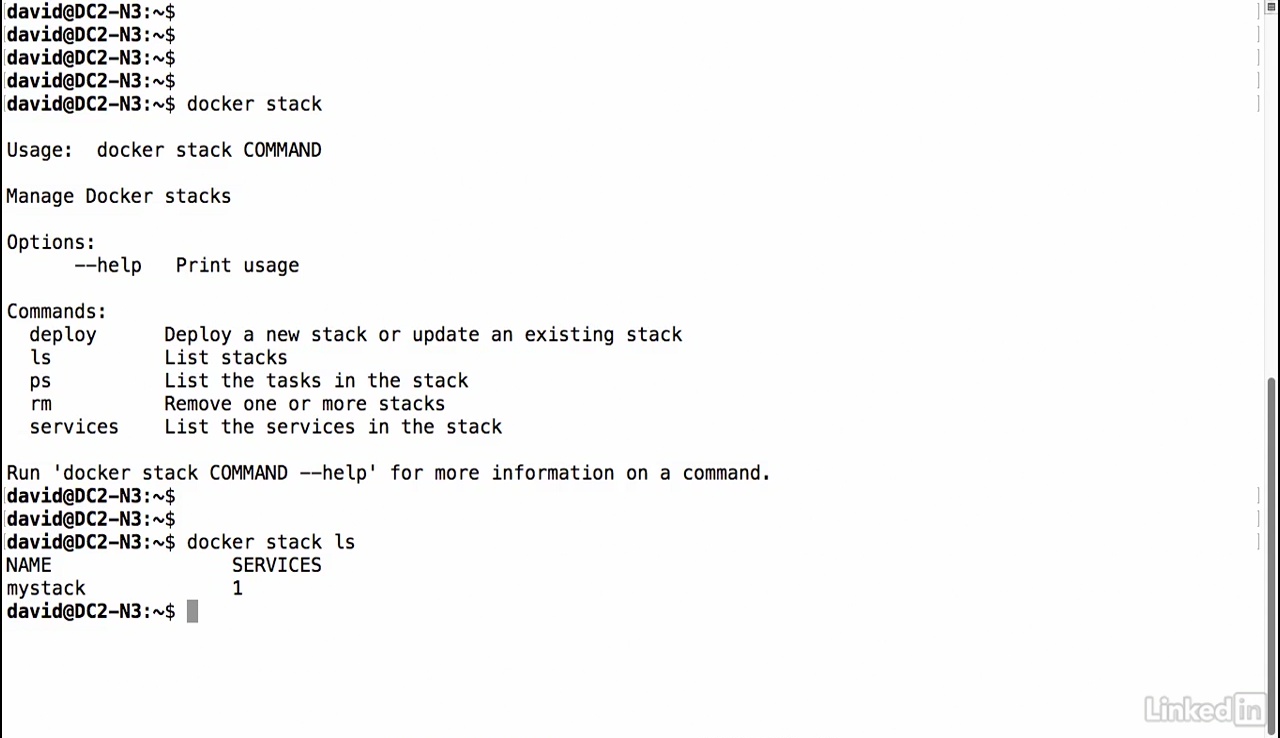 david@DC2-N3:~$
david@DC2-N3:~$
david@DC2-N3:~$
david@DC2-N3:~$
david@DC2-N3:~$ docker stack
Usage:  docker stack COMMAND
Manage Docker stacks
Options:
      --help   Print usage
Commands:
  deploy      Deploy a new stack or update an existing stack
  ls          List stacks
  ps          List the tasks in the stack
  rm          Remove one or more stacks
  services    List the services in the stack
Run 'docker stack COMMAND --help' for more information on a command.
david@DC2-N3:~$
david@DC2-N3:~$
david@DC2-N3:~$ docker stack ls
NAME                SERVICES
mystack             1
david@DC2-N3:~$
Linked in